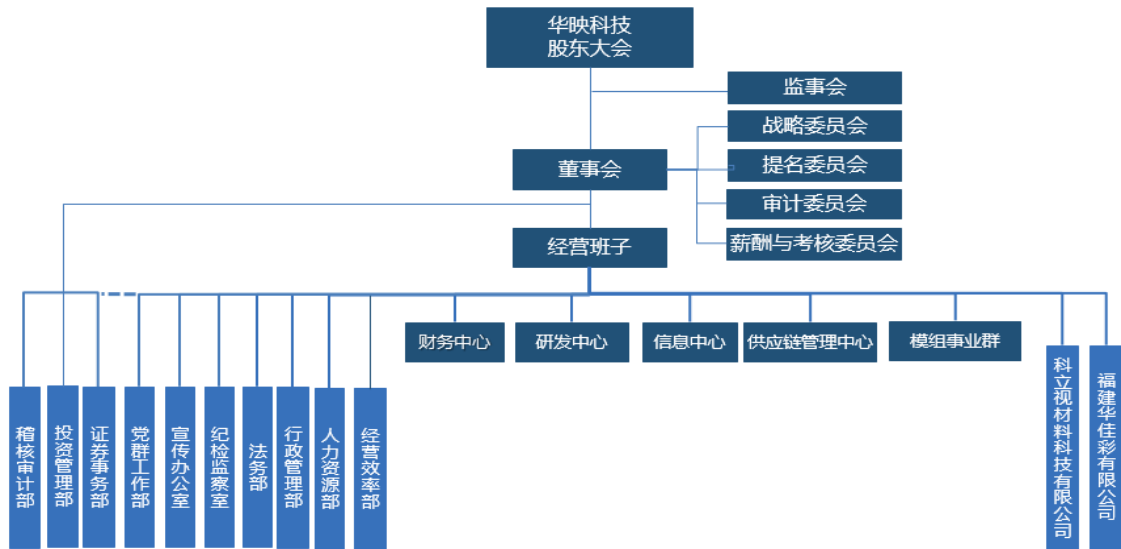 华映科技
股东大会
监事会
战略委员会
董事会
提名委员会
审计委员会
经营班子
薪酬与考核委员会
财务中心
研发中心
信息中心
供应链管理中心
模组事业群
稽核审计部
投资管理部
证券事务部
党群工作部
宣传办公室
纪检监察室
法务部
行政管理部
人力资源部
经营效率部
科立视材料科技有限公司
福建华佳彩有限公司